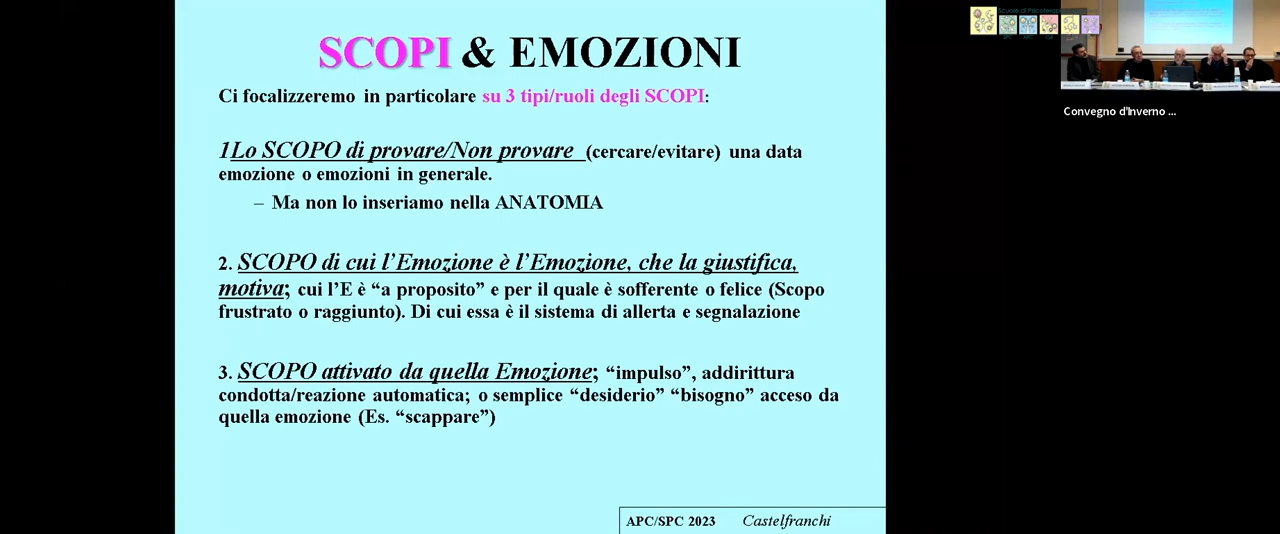 SCOPI & EMOZIONI
Ci focalizzeremo in particolare su 3 tipi/ruoli degli SCOPI:
1Lo SCOPO di provare/Non provare (cercare/evitare) una data
emozione o emozioni in generale.
– Ma non lo inseriamo nella ANATOMIA
2. SCOPO di cui l’Emozione è l’Emozione, che la giustifica,
motiva; cui l’E è “a proposito” e per il quale è sofferente o felice (Scopo
frustrato o raggiunto). Di cui essa è il sistema di allerta e segnalazione
3. SCOPO attivato da quella Emozione; “impulso”, addirittura
condotta/reazione automatica; o semplice “desiderio” “bisogno” acceso da
quella emozione (Es. “scappare”)
APC/SPC 2023 Castelfranchi
Scuole di Psicoterap
Convegno d'Inverno ...